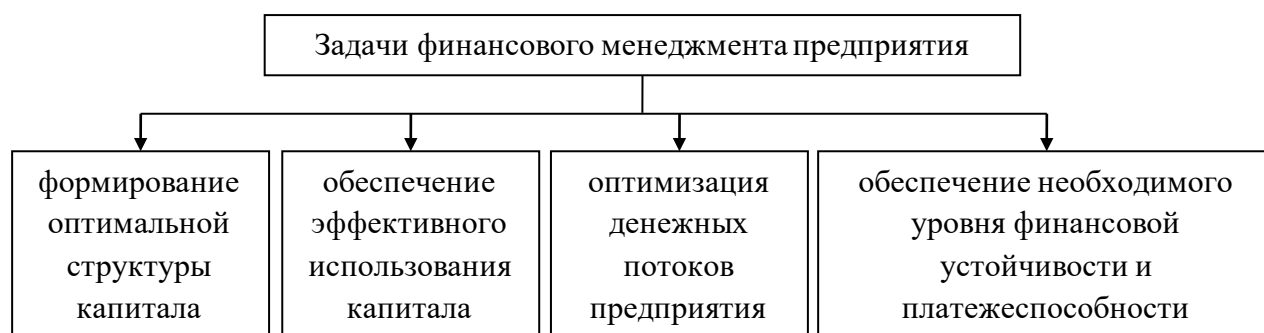 Задачи финансового менеджмента предприятия
формирование
оптимальной
структуры
капитала
обеспечение
эффективного
использования
капитала
оптимизация
денежных
потоков
предприятия
обеспечение необходимого
уровня финансовой
устойчивости и
платежеспособности